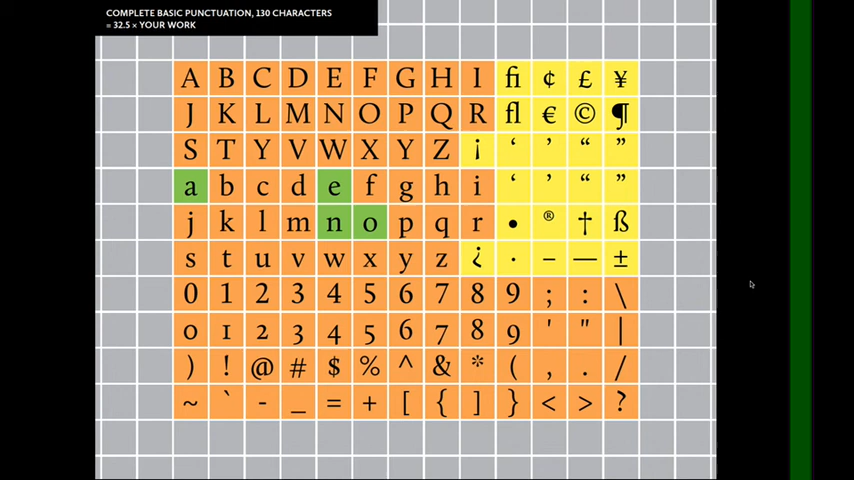 COMPLETE BASIC PUNCTUATION, 130 CHARACTERS
= 32.5 × YOUR WORK
A B C D E F G H I ﬁ ¢ £ ¥
J K L M N O P Q R ﬂ € © ¶
S T Y V W X Y Z ¡ ‘ ’ “ ”
a b c d e f g h i ‘ ’ “ ”
j k l m n o p q r • ® † ß
s t u v w x y z ¿ · – — ±
0 1 2 3 4 5 6 7 8 9 ; : \
0 1 2 3 4 5 6 7 8 9 ' " |
) ! @ # $ % ^ & * ( , . /
~ ` - _ = + [ { ] } < > ?